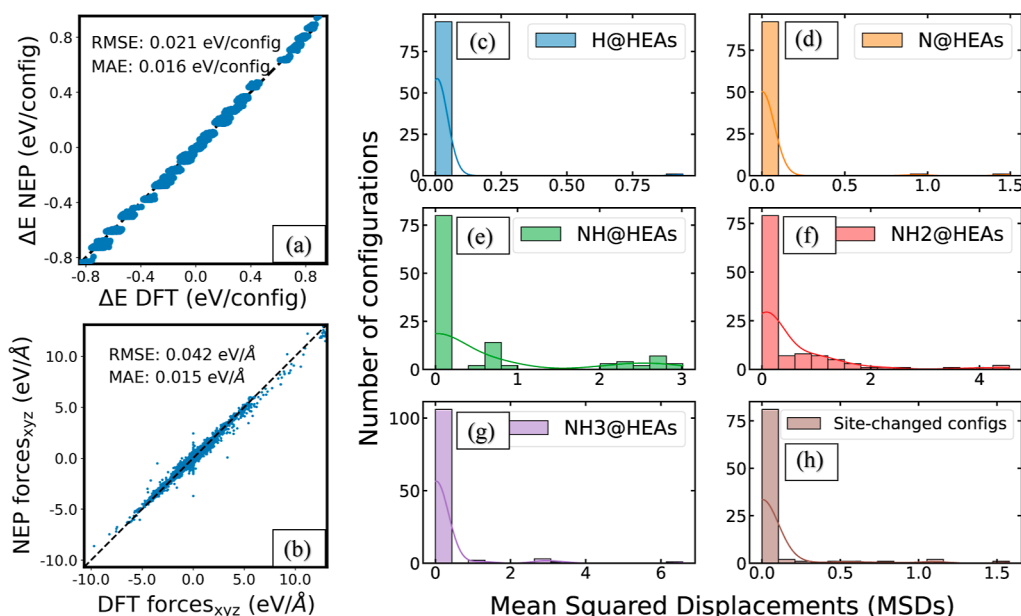 RMSE: 0.021 eV/config
MAE: 0.016 eV/config
ΔE NEP (eV/config)
0.8
0.4
0.0
-0.4
-0.8
(a)
-0.8 -0.4 0.0 0.4 0.8
ΔE DFT (eV/config)
RMSE: 0.042 eV/Å
MAE: 0.015 eV/Å
NEP forcesxyz (eV/Å)
10.0
5.0
0.0
-5.0
-10.0
(b)
-10.0 -5.0 0.0 5.0 10.0
DFT forcesxyz (eV/Å)
Number of configurations
(c) H@HEAs
75
50
25
0
0.00 0.25 0.50 0.75
(d) N@HEAs
75
50
25
0
0.0 0.5 1.0 1.5
(e) NH@HEAs
75
50
25
0
0 1 2 3
(f) NH2@HEAs
75
50
25
0
0 2 4
(g) NH3@HEAs
100
50
0
0 2 4 6
Site-changed configs
(h)
75
50
25
0
0.0 0.5 1.0 1.5
Mean Squared Displacements (MSDs)